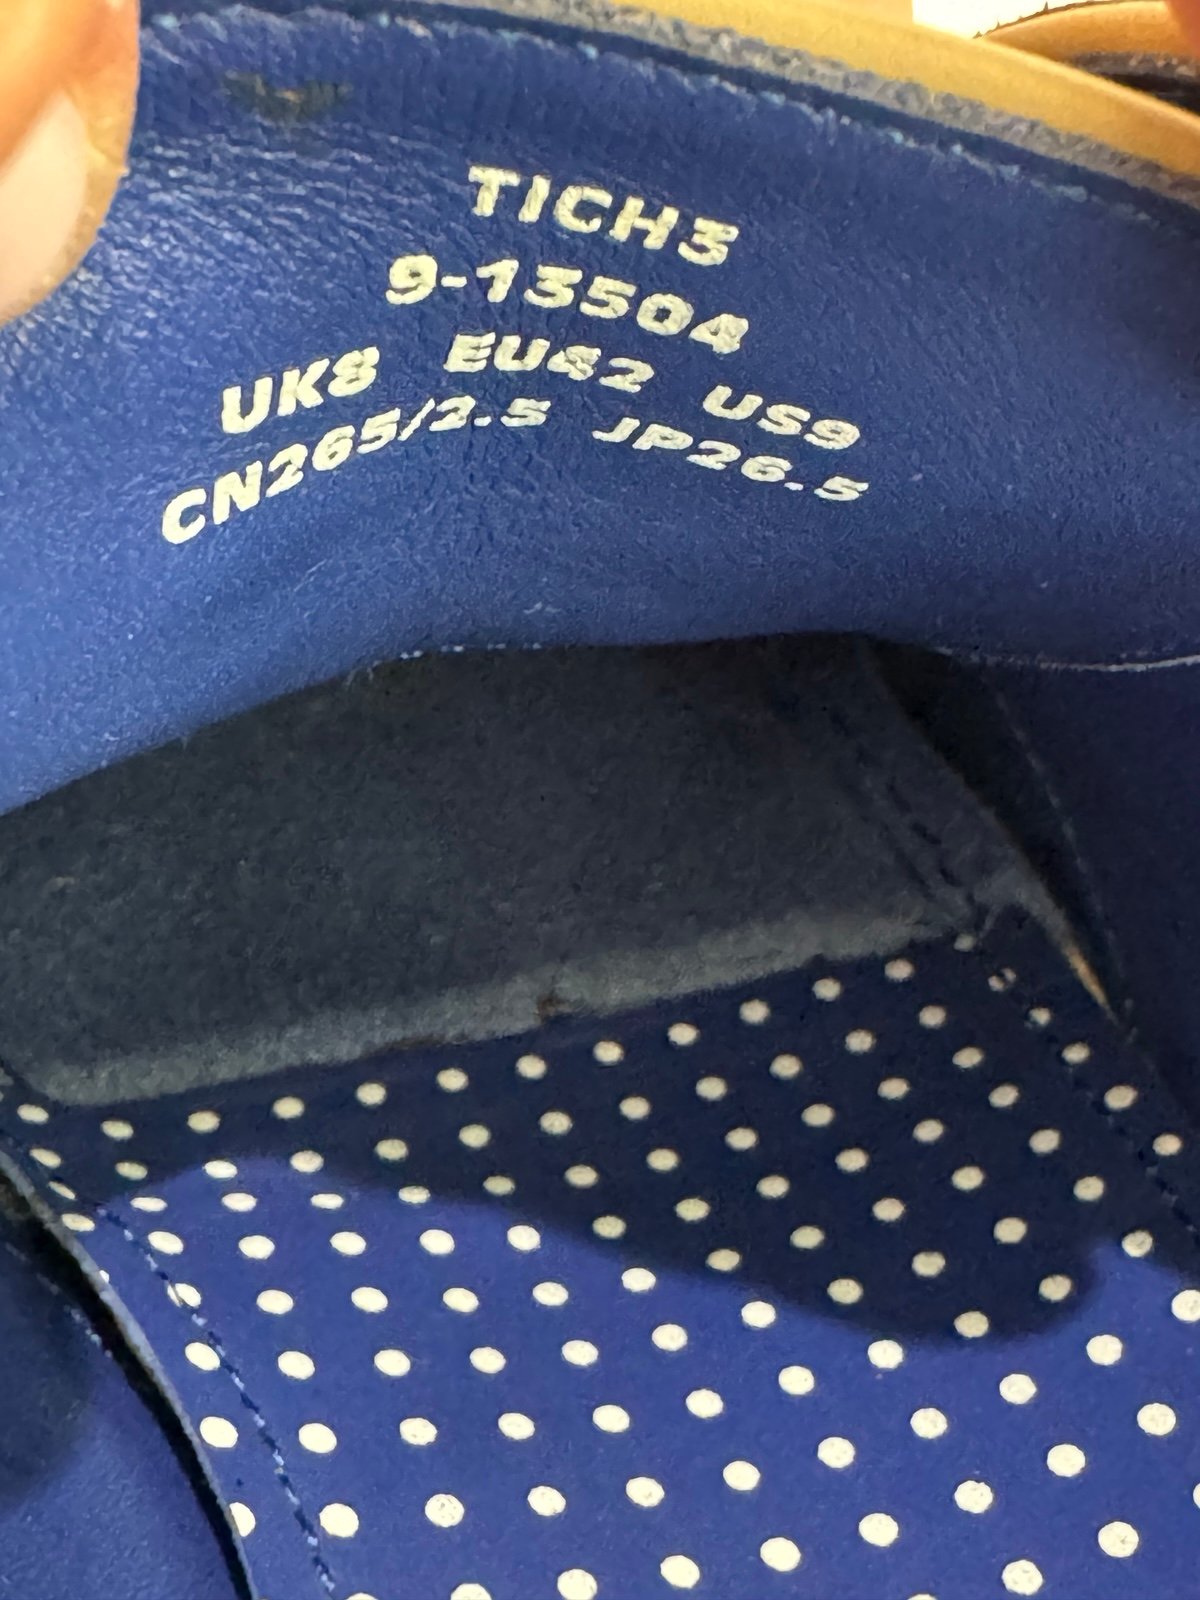 TICH3
9-13504
UK8 EU42 US9
CN265/2.5 JP26.5